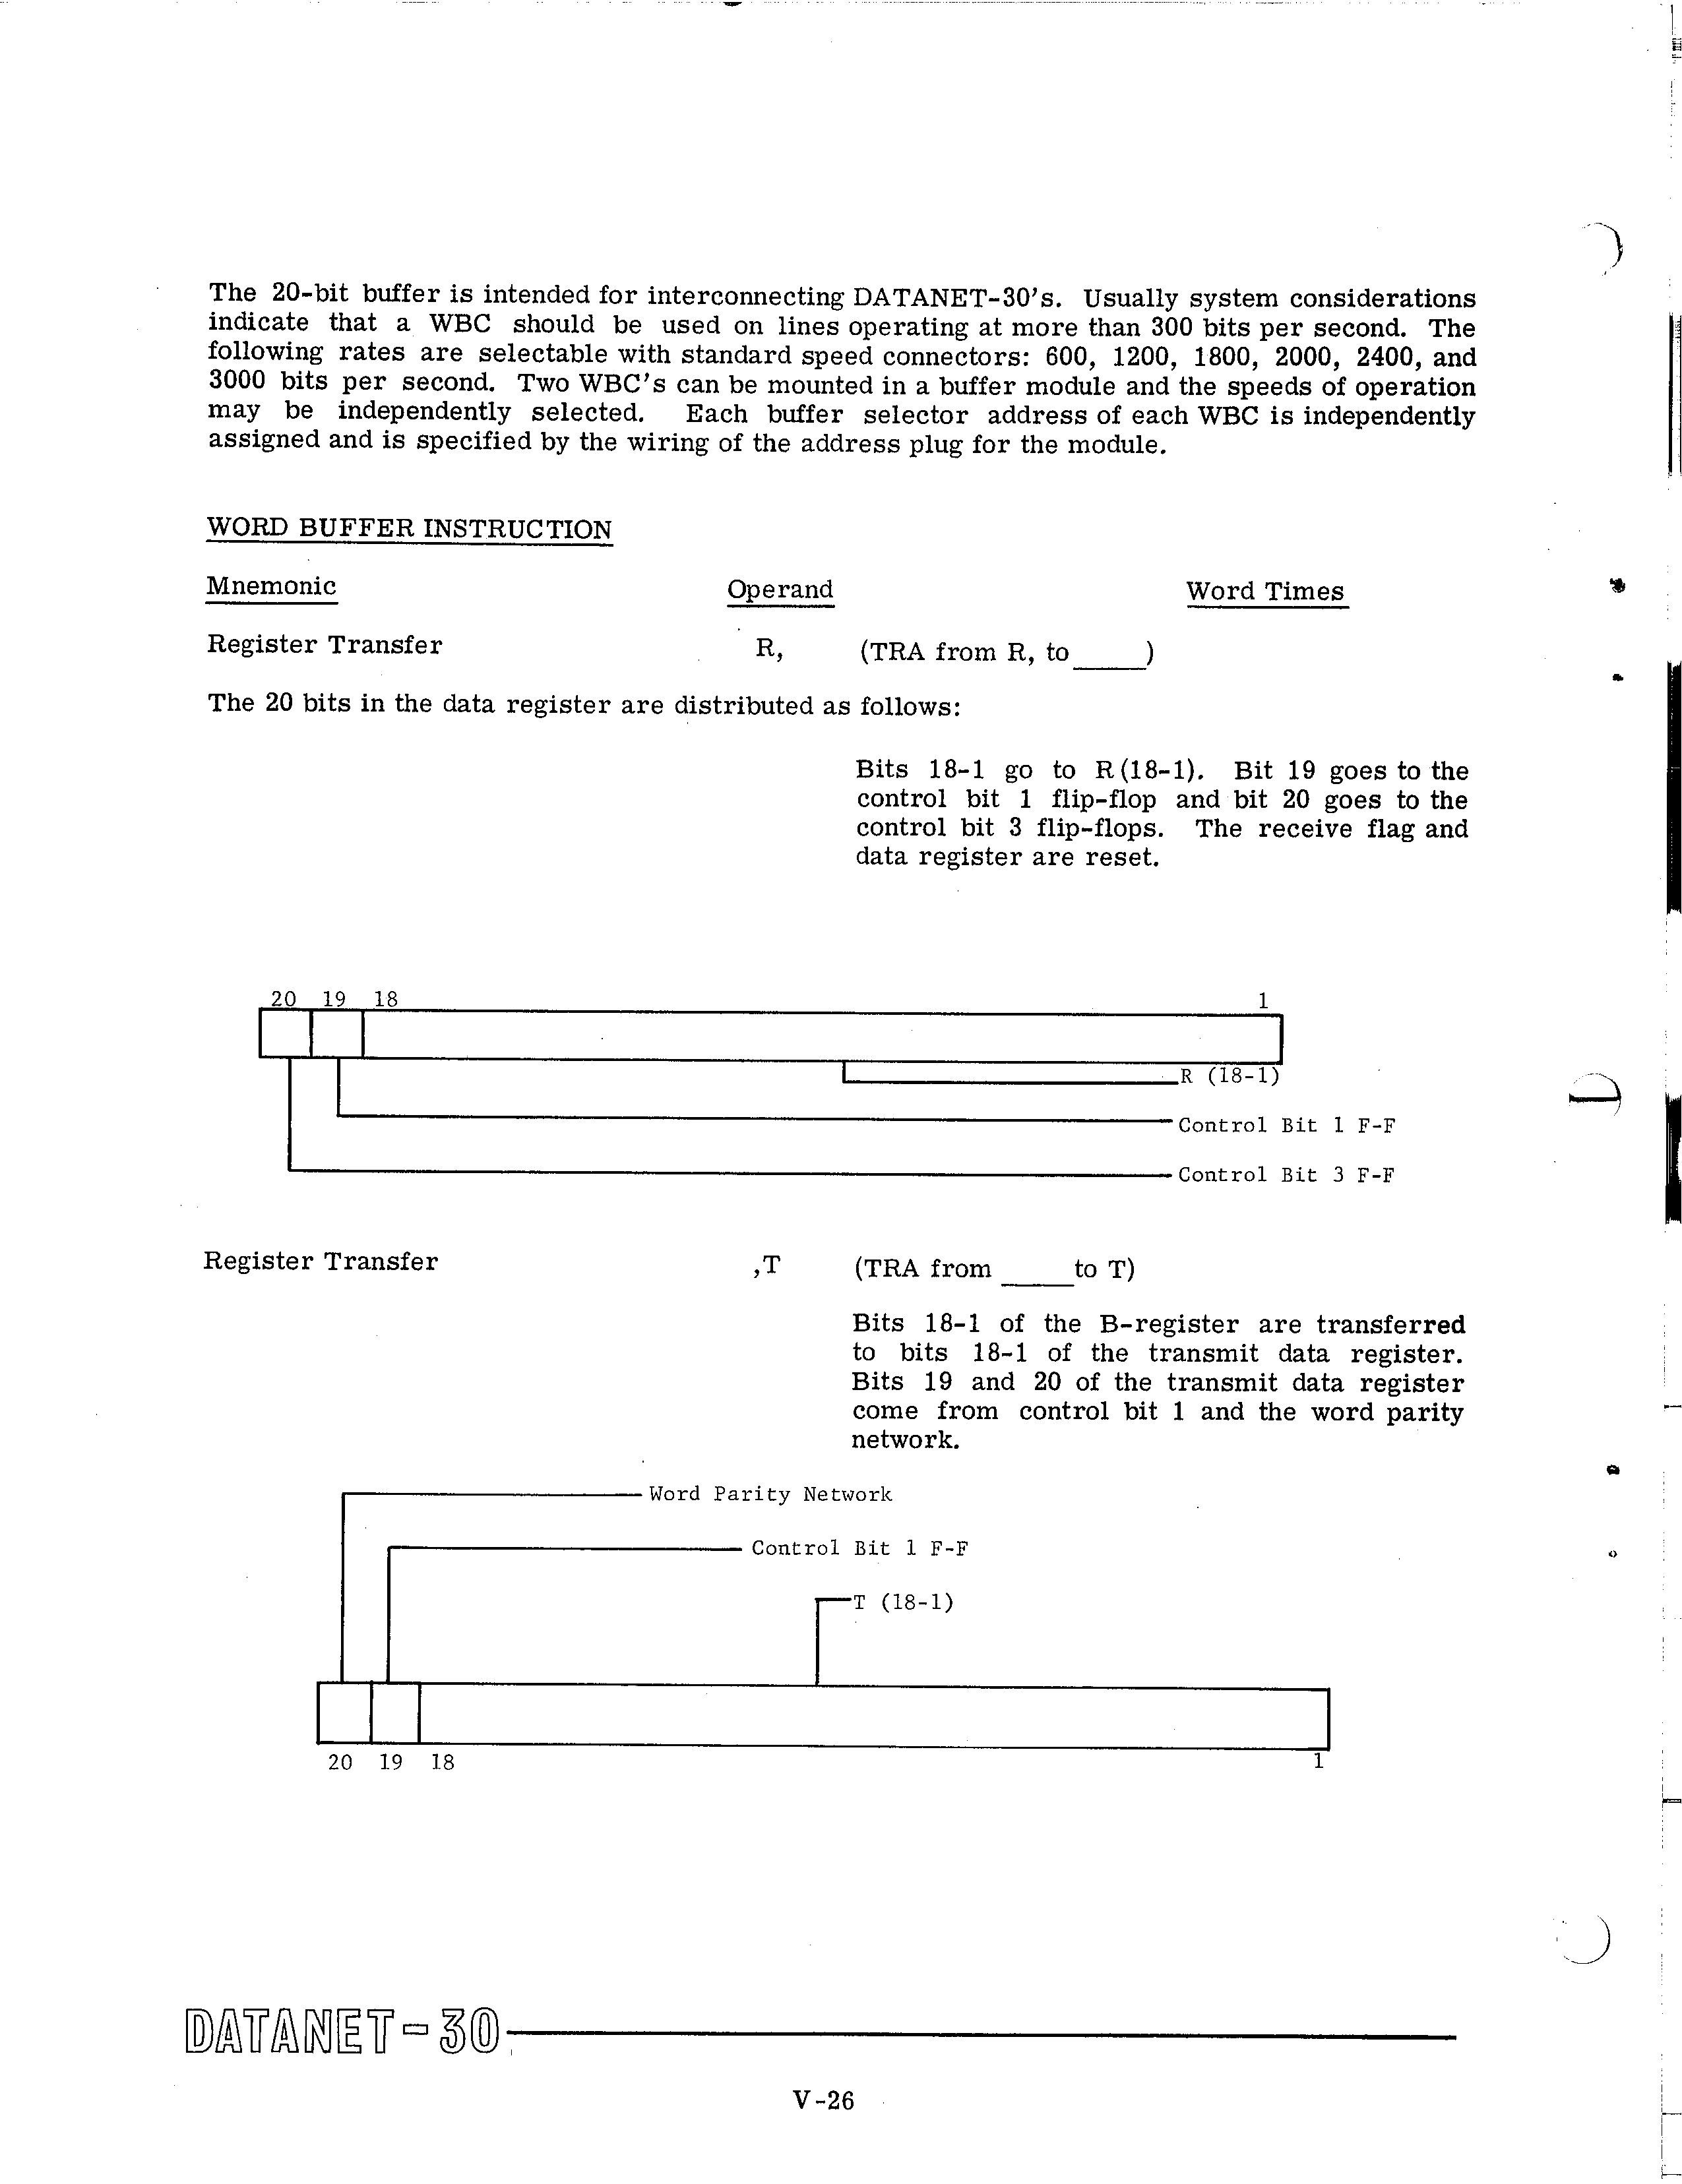 The 20-bit buffer is intended for interconnecting DATANET-30's. Usually system considerations
indicate that a WBC should be used on lines operating at more than 300 bits per second. The
following rates are selectable with standard speed connectors: 600, 1200, 1800, 2000, 2400, and
3000 bits per second. Two WBC's can be mounted in a buffer module and the speeds of operation
may be independently selected. Each buffer selector address of each WBC is independently
assigned and is specified by the wiring of the address plug for the module.
WORD BUFFER INSTRUCTION
Mnemonic Operand Word Times
Register Transfer R, (TRA from R, to_____)
The 20 bits in the data register are distributed as follows:
Bits 18-1 go to R(18-1). Bit 19 goes to the
control bit 1 flip-flop and bit 20 goes to the
control bit 3 flip-flops. The receive flag and
data register are reset.
20 19 18 1
R (18-1)
Control Bit 1 F-F
Control Bit 3 F-F
Register Transfer ,T (TRA from _____to T)
Bits 18-1 of the B-register are transferred
to bits 18-1 of the transmit data register.
Bits 19 and 20 of the transmit data register
come from control bit 1 and the word parity
network.
Word Parity Network
Control Bit 1 F-F
T (18-1)
20 19 18 1
DATANET-30
V-26